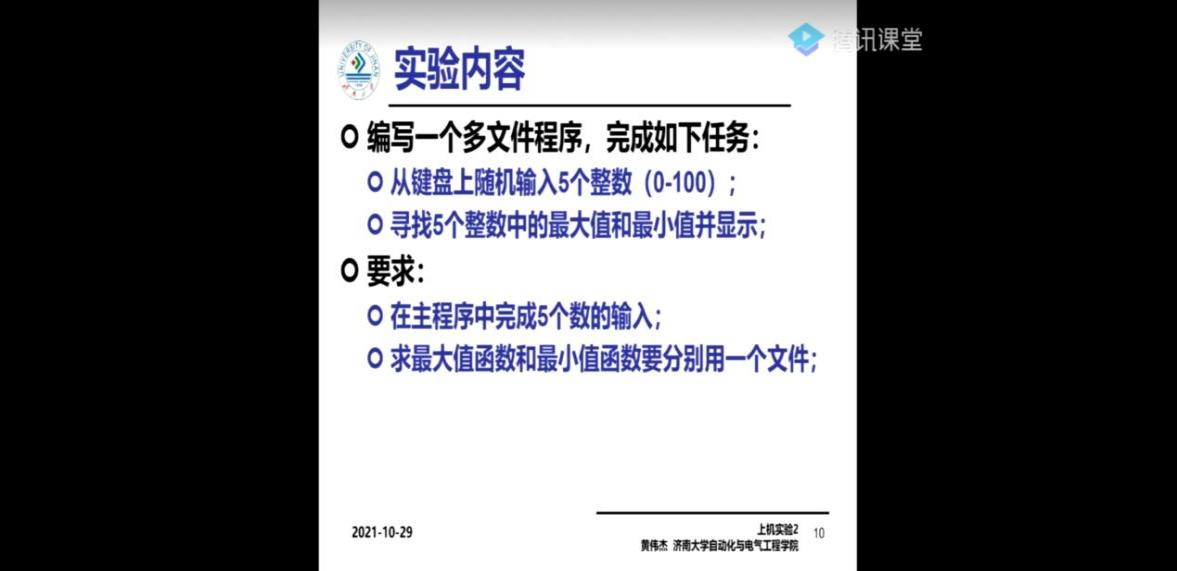 腾讯课堂
实验内容
编写一个多文件程序，完成如下任务：
从键盘上随机输入5个整数（0-100）；
寻找5个整数中的最大值和最小值并显示；
要求：
在主程序中完成5个数的输入；
求最大值函数和最小值函数要分别用一个文件；
2021-10-29
上机实验2
10
黄伟杰 济南大学自动化与电气工程学院